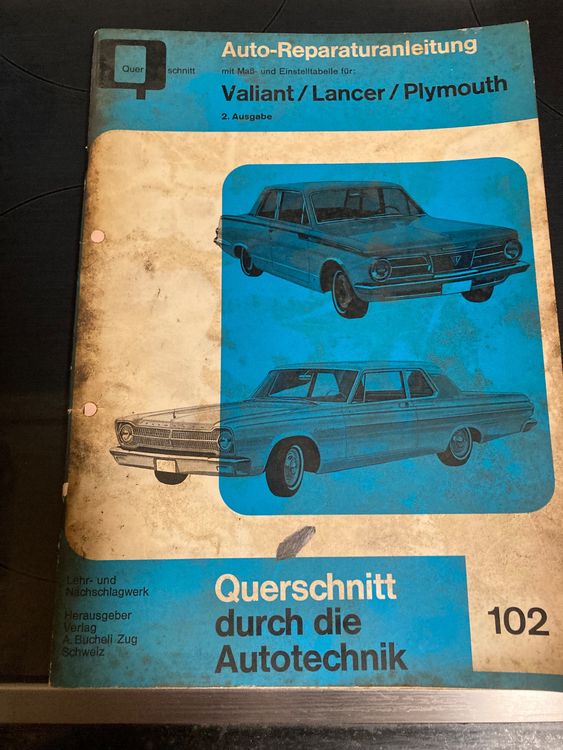 Quer schnitt
Auto-Reparaturanleitung
mit Maß- und Einstelltabelle für:
Valiant/Lancer/Plymouth
2. Ausgabe
Lehr- und
Nachschlagwerk
Herausgeber
Verlag
A. Bucheli Zug
Schweiz
Querschnitt
durch die
Autotechnik
102